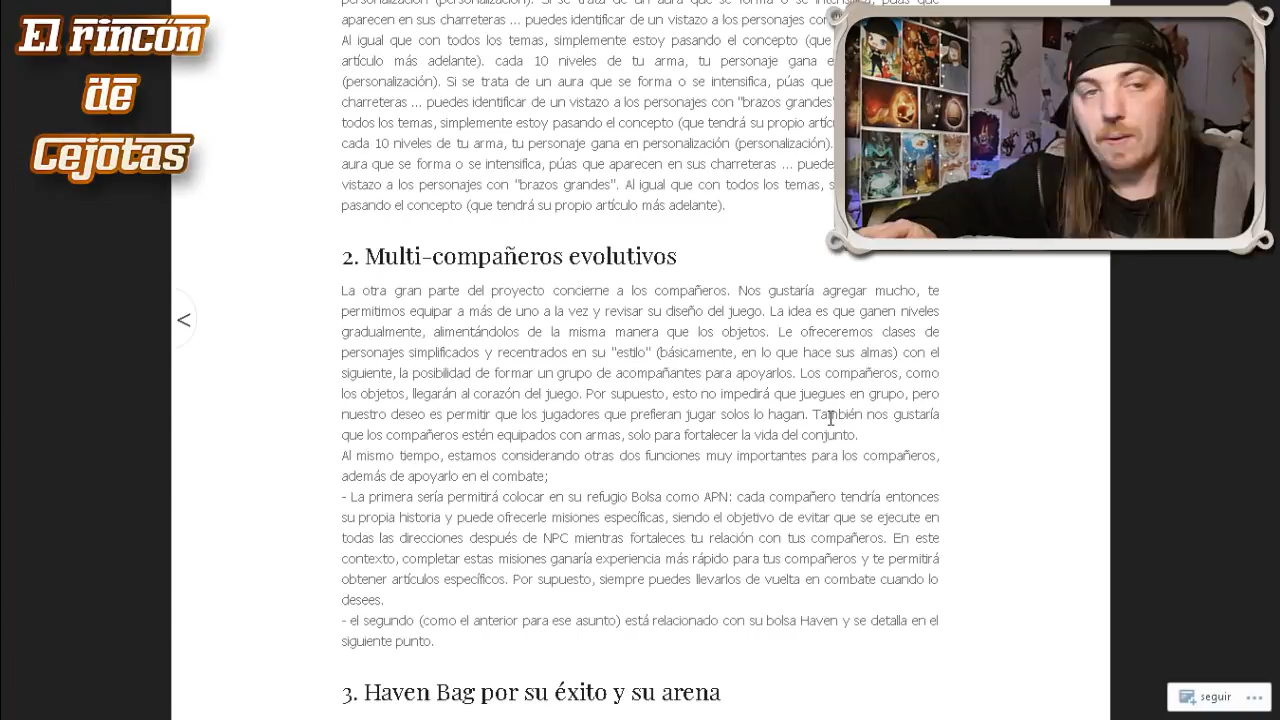 El rincón
de
Cejotas
aparecen en sus charreteras ... puedes identificar de un vistazo a los personajes con
Al igual que con todos los temas, simplemente estoy pasando el concepto (que
artículo más adelante). cada 10 niveles de tu arma, tu personaje gana e
(personalización). Si se trata de un aura que se forma o se intensifica, púas que
charreteras ... puedes identificar de un vistazo a los personajes con "brazos grandes"
todos los temas, simplemente estoy pasando el concepto (que tendrá su propio
cada 10 niveles de tu arma, tu personaje gana en personalización (personalización).
aura que se forma o se intensifica, púas que aparecen en sus charreteras ...
vistazo a los personajes con "brazos grandes". Al igual que con todos los temas, s
pasando el concepto (que tendrá su propio artículo más adelante).
2. Multi-compañeros evolutivos
La otra gran parte del proyecto concierne a los compañeros. Nos gustaría agregar mucho, te
permitimos equipar a más de uno a la vez y revisar su diseño del juego. La idea es que ganen niveles
gradualmente, alimentándolos de la misma manera que los objetos. Le ofreceremos clases de
personajes simplificados y recentrados en su "estilo" (básicamente, en lo que hace sus almas) con el
siguiente, la posibilidad de formar un grupo de acompañantes para apoyarlos. Los compañeros, como
los objetos, llegarán al corazón del juego. Por supuesto, esto no impedirá que juegues en grupo, pero
nuestro deseo es permitir que los jugadores que prefieran jugar solos lo hagan. También nos gustaría
que los compañeros estén equipados con armas, solo para fortalecer la vida del conjunto.
Al mismo tiempo, estamos considerando otras dos funciones muy importantes para los compañeros,
además de apoyarlo en el combate;
- La primera sería permitirá colocar en su refugio Bolsa como APN: cada compañero tendría entonces
su propia historia y puede ofrecerle misiones específicas, siendo el objetivo de evitar que se ejecute en
todas las direcciones después de NPC mientras fortaleces tu relación con tus compañeros. En este
contexto, completar estas misiones ganaría experiencia más rápido para tus compañeros y te permitirá
obtener artículos específicos. Por supuesto, siempre puedes llevarlos de vuelta en combate cuando lo
desees.
- el segundo (como el anterior para ese asunto) está relacionado con su bolsa Haven y se detalla en el
siguiente punto.
3. Haven Bag por su éxito y su arena
<
seguir